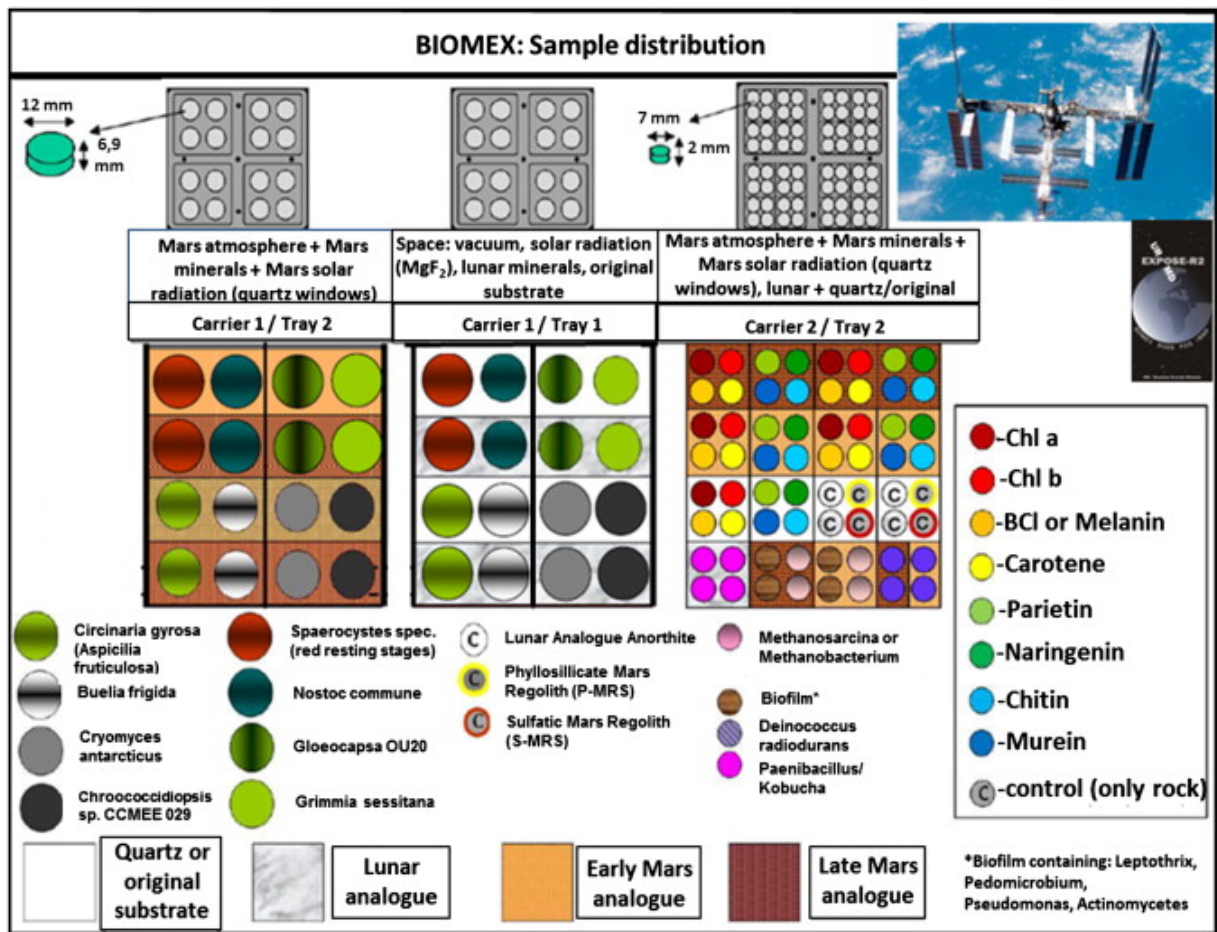 BIOMEX: Sample distribution
12 mm
6,9
mm
7 mm
2 mm
EXPOSE-R2
Mars atmosphere + Mars
minerals + Mars solar
radiation (quartz windows)
Space: vacuum, solar radiation
(MgF₂), lunar minerals, original
substrate
Mars atmosphere + Mars minerals +
Mars solar radiation (quartz
windows), lunar + quartz/original
Carrier 1 / Tray 2
Carrier 1 / Tray 1
Carrier 2 / Tray 2
C C C C
C C C C
-Chl a
-Chl b
-BCl or Melanin
-Carotene
-Parietin
-Naringenin
-Chitin
-Murein
C -control (only rock)
Circinaria gyrosa
(Aspicilia
fruticulosa)
Buelia frigida
Cryomyces
antarcticus
Chroococcidiopsis
sp. CCMEE 029
Spaerocystes spec.
(red resting stages)
Nostoc commune
Gloeocapsa OU20
Grimmia sessitana
C Lunar Analogue Anorthite
C Phyllosillicate Mars
Regolith (P-MRS)
C Sulfatic Mars Regolith
(S-MRS)
Methanosarcina or
Methanobacterium
Biofilm*
Deinococcus
radiodurans
Paenibacillus/
Kobucha
Quartz or
original
substrate
Lunar
analogue
Early Mars
analogue
Late Mars
analogue
*Biofilm containing: Leptothrix,
Pedomicrobium,
Pseudomonas, Actinomycetes